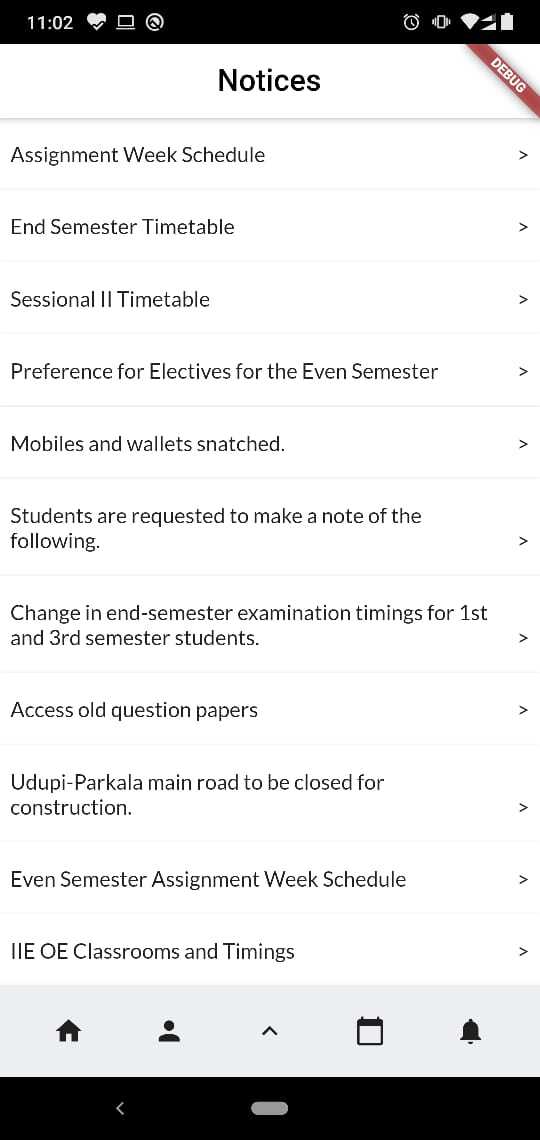 11:02
DEBUG
Notices
Assignment Week Schedule >
End Semester Timetable >
Sessional II Timetable >
Preference for Electives for the Even Semester >
Mobiles and wallets snatched. >
Students are requested to make a note of the
following. >
Change in end-semester examination timings for 1st
and 3rd semester students. >
Access old question papers >
Udupi-Parkala main road to be closed for
construction. >
Even Semester Assignment Week Schedule >
IIE OE Classrooms and Timings >